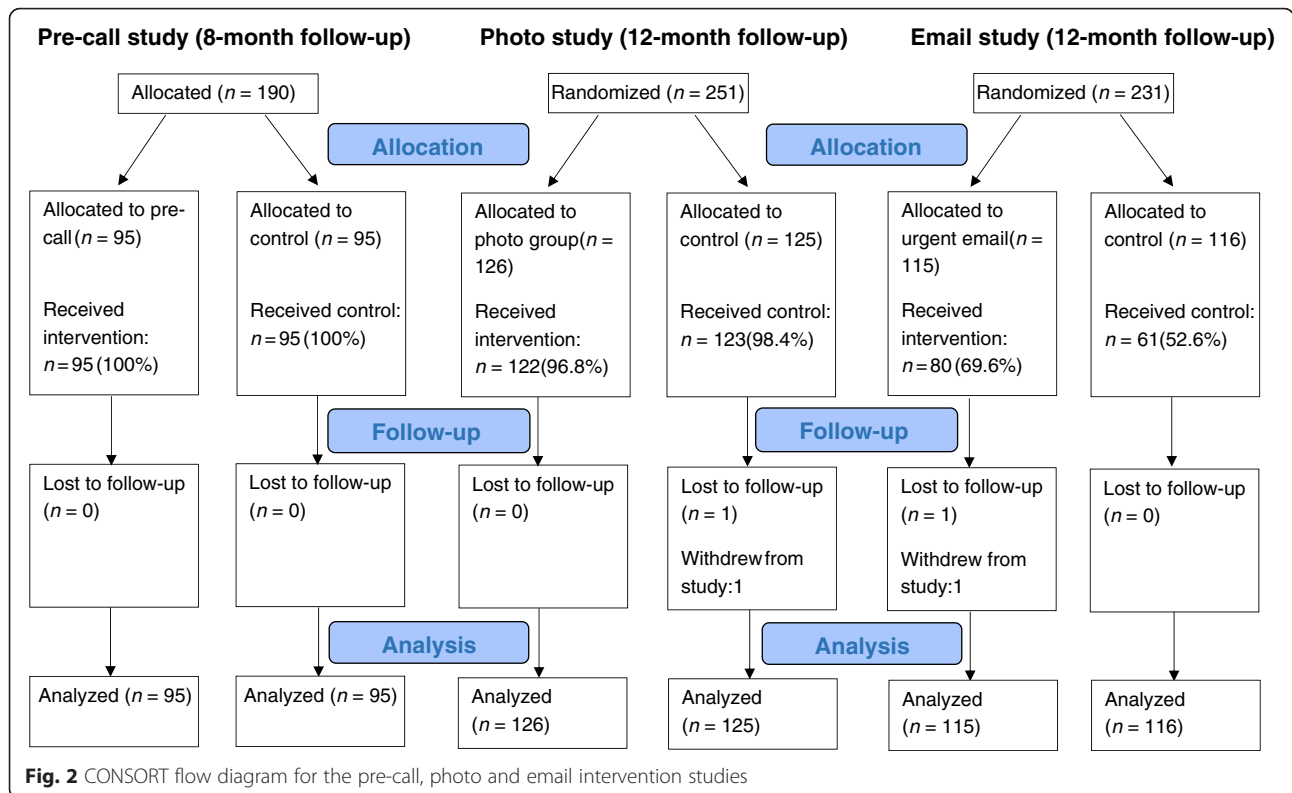 Pre-call study (8-month follow-up)
Photo study (12-month follow-up)
Email study (12-month follow-up)
Allocated (n = 190)
Randomized (n = 251)
Randomized (n = 231)
Allocation
Allocation
Allocated to pre-
call(n = 95)
Received
intervention:
n=95(100%)
Allocated to
control (n = 95)
Received control:
n=95(100%)
Allocated to
photo group(n =
126)
Received
intervention:
n = 122(96.8%)
Allocated to
control (n = 125)
Received control:
n = 123(98.4%)
Allocated to
urgent email(n =
115)
Received
intervention:
n=80(69.6%)
Allocated to
control (n = 116)
Received control:
n = 61(52.6%)
Follow-up
Follow-up
Lost to follow-up
(n = 0)
Lost to follow-up
(n = 0)
Lost to follow-up
(n = 0)
Lost to follow-up
(n = 1)
Withdrew from
study:1
Lost to follow-up
(n = 1)
Withdrew from
study:1
Lost to follow-up
(n = 0)
Analysis
Analysis
Analyzed (n = 95)
Analyzed (n = 95)
Analyzed
(n = 126)
Analyzed
(n = 125)
Analyzed
(n = 115)
Analyzed
(n = 116)
Fig. 2 CONSORT flow diagram for the pre-call, photo and email intervention studies